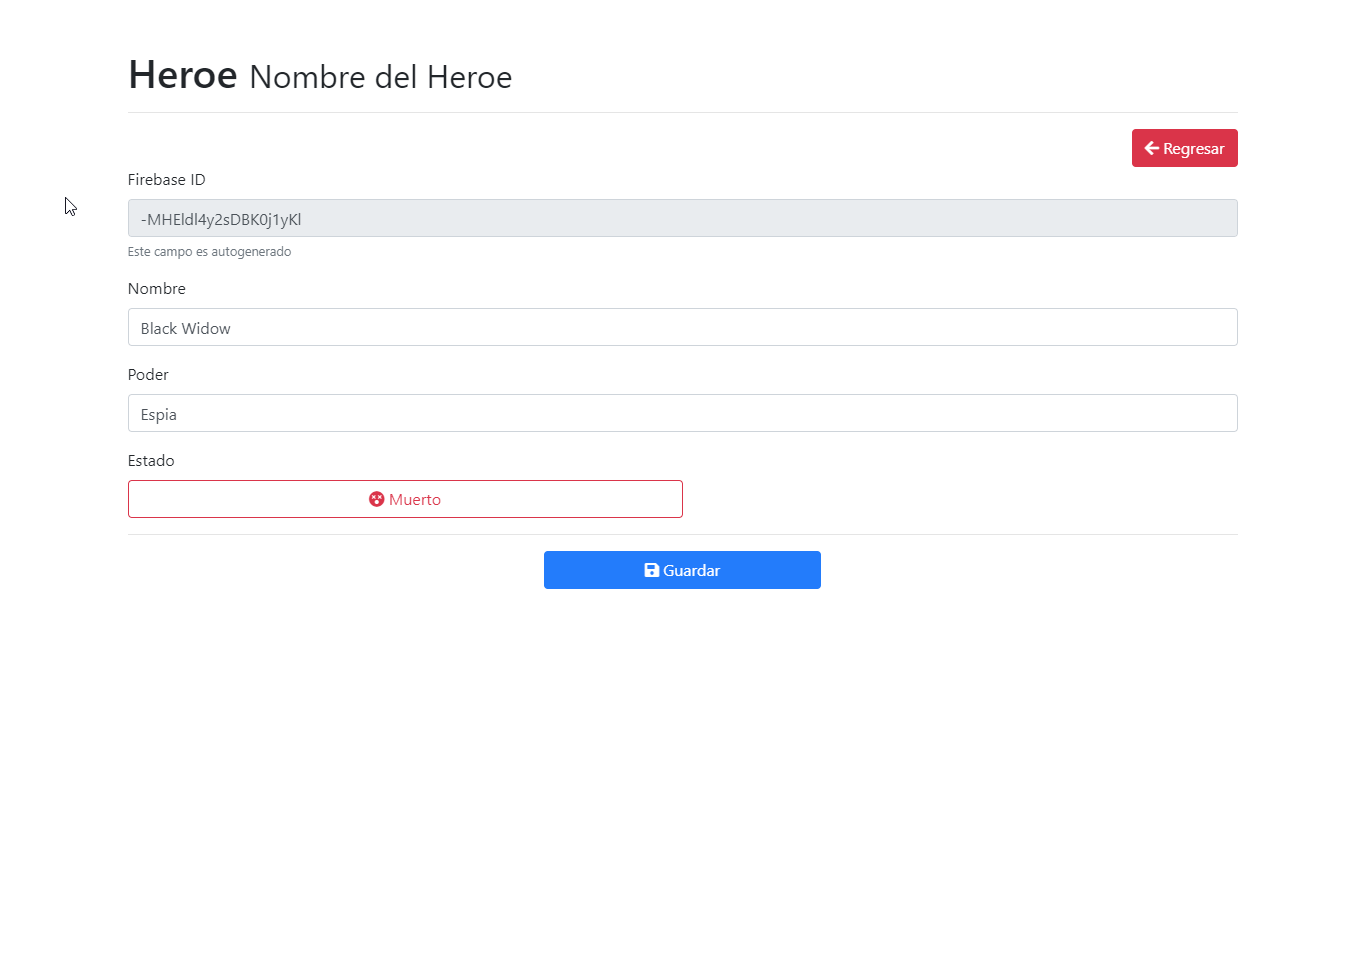 Heroe Nombre del Heroe
Regresar
Firebase ID
-MHEldl4y2sDBK0j1yKl
Este campo es autogenerado
Nombre
Black Widow
Poder
Espia
Estado
Muerto
Guardar